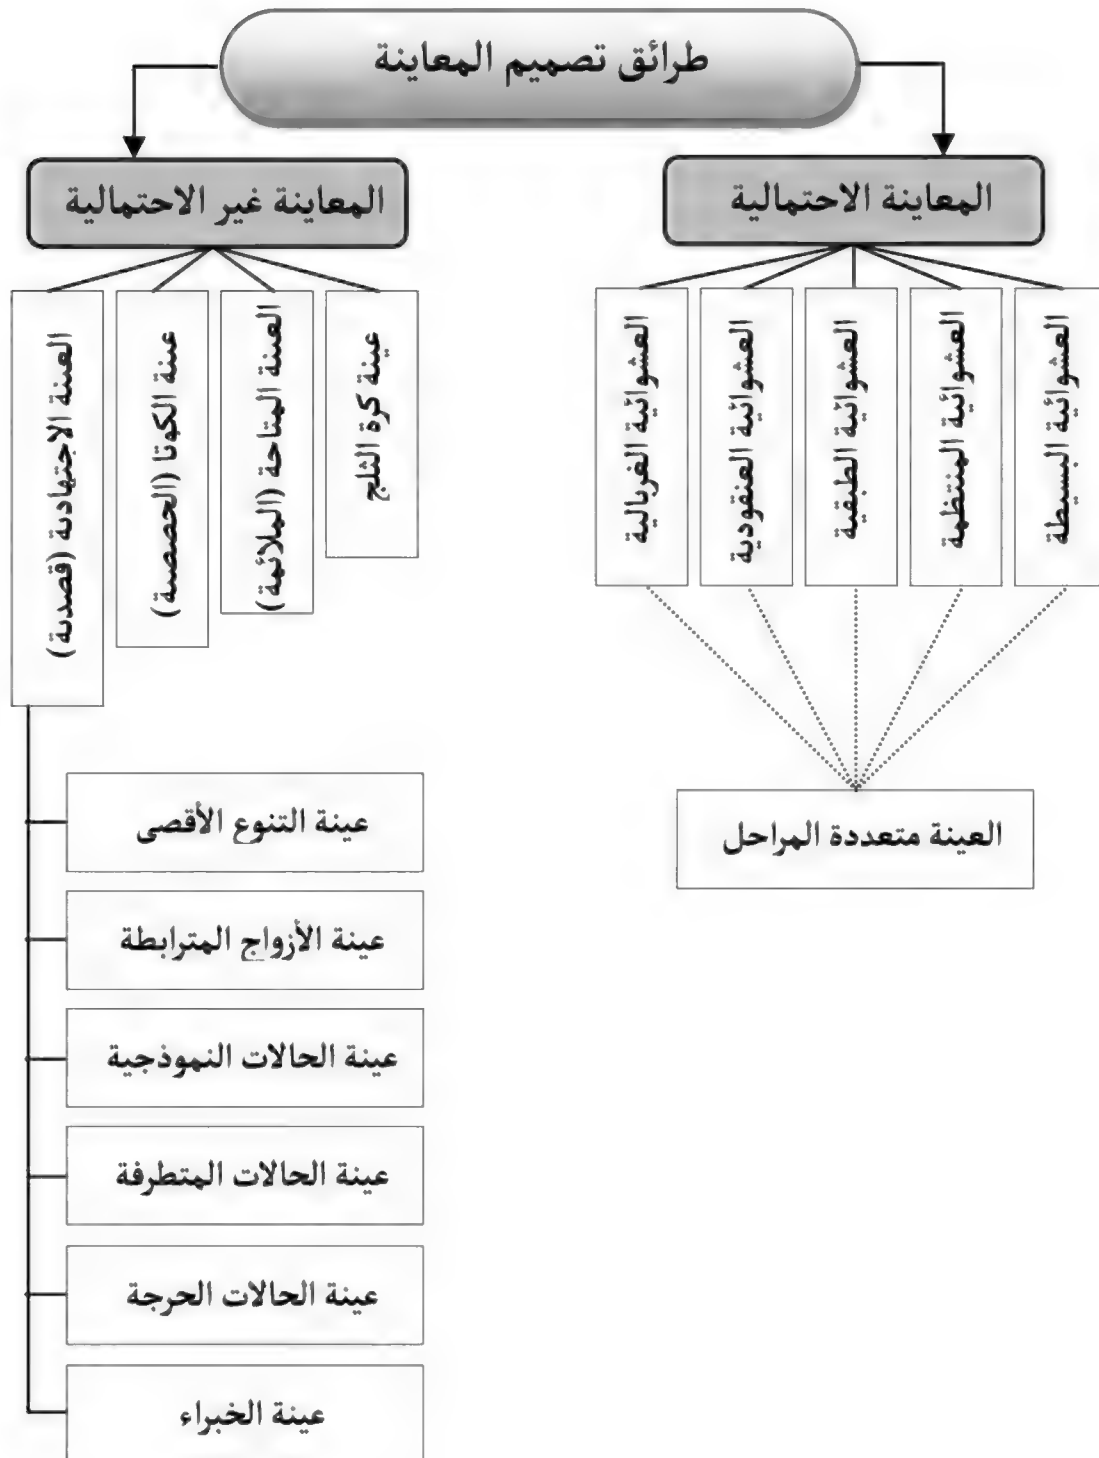 طرائق تصميم المعاينة
المعاينة الاحتمالية
المعاينة غير الاحتمالية
العشوائية البسيطة
العشوائية المنتظمة
العشوائية الطبقية
العشوائية العنقودية
العشوائية الغربالية
عينة كرة الثلج
العينة المتاحة (الملائمة)
عينة الكوتا (الحصصية)
العينة الاجتهادية (قصدية)
العينة متعددة المراحل
عينة التنوع الأقصى
عينة الأزواج المترابطة
عينة الحالات النموذجية
عينة الحالات المتطرفة
عينة الحالات الحرجة
عينة الخبراء